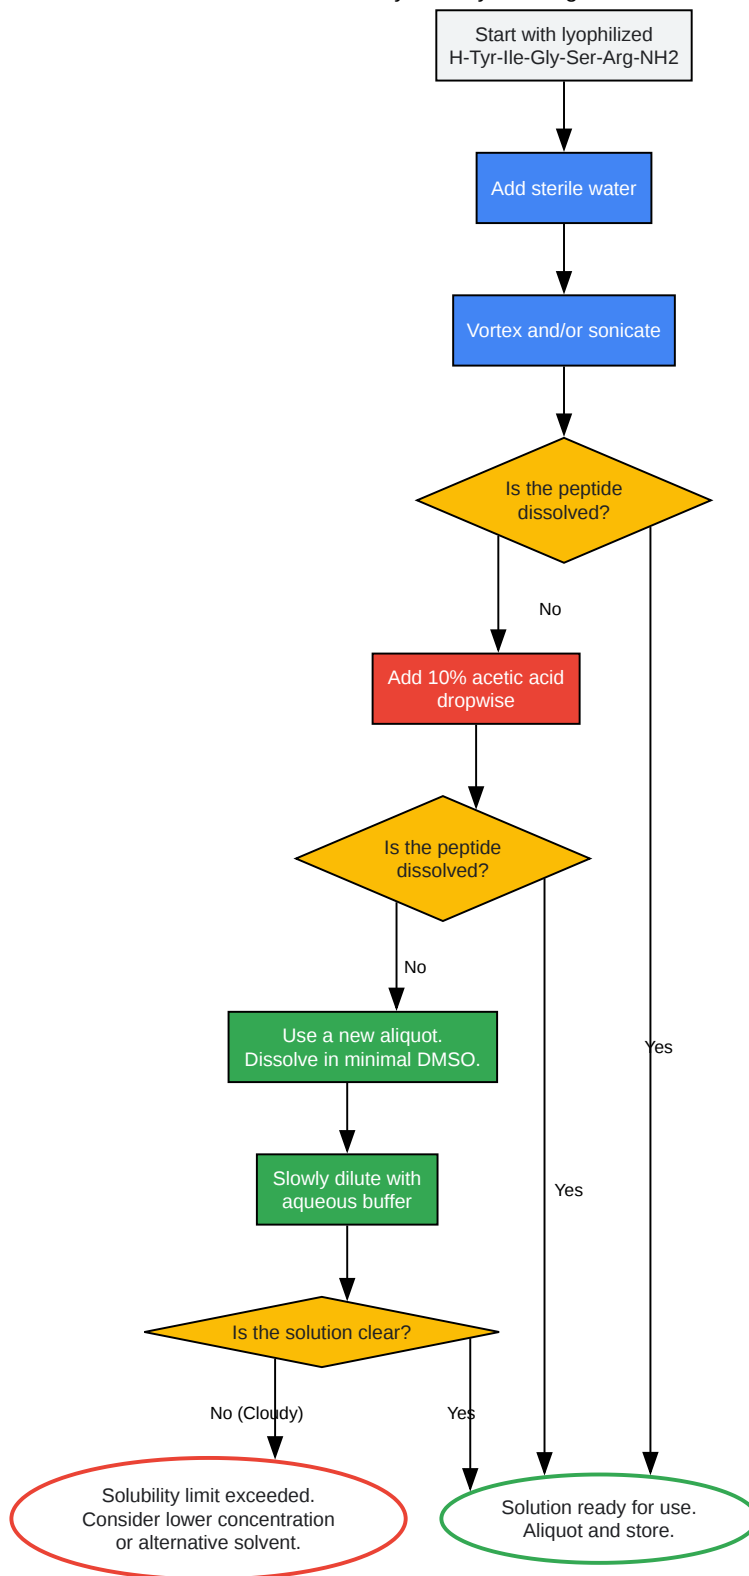 Start with lyophilized
H-Tyr-Ile-Gly-Ser-Arg-NH2
Add sterile water
Vortex and/or sonicate
Is the peptide
dissolved?
No
Add 10% acetic acid
dropwise
Is the peptide
dissolved?
No
Use a new aliquot.
Dissolve in minimal DMSO.
Yes
Slowly dilute with
aqueous buffer
Yes
Is the solution clear?
No (Cloudy)
Yes
Solubility limit exceeded.
Consider lower concentration
or alternative solvent.
Solution ready for use.
Aliquot and store.